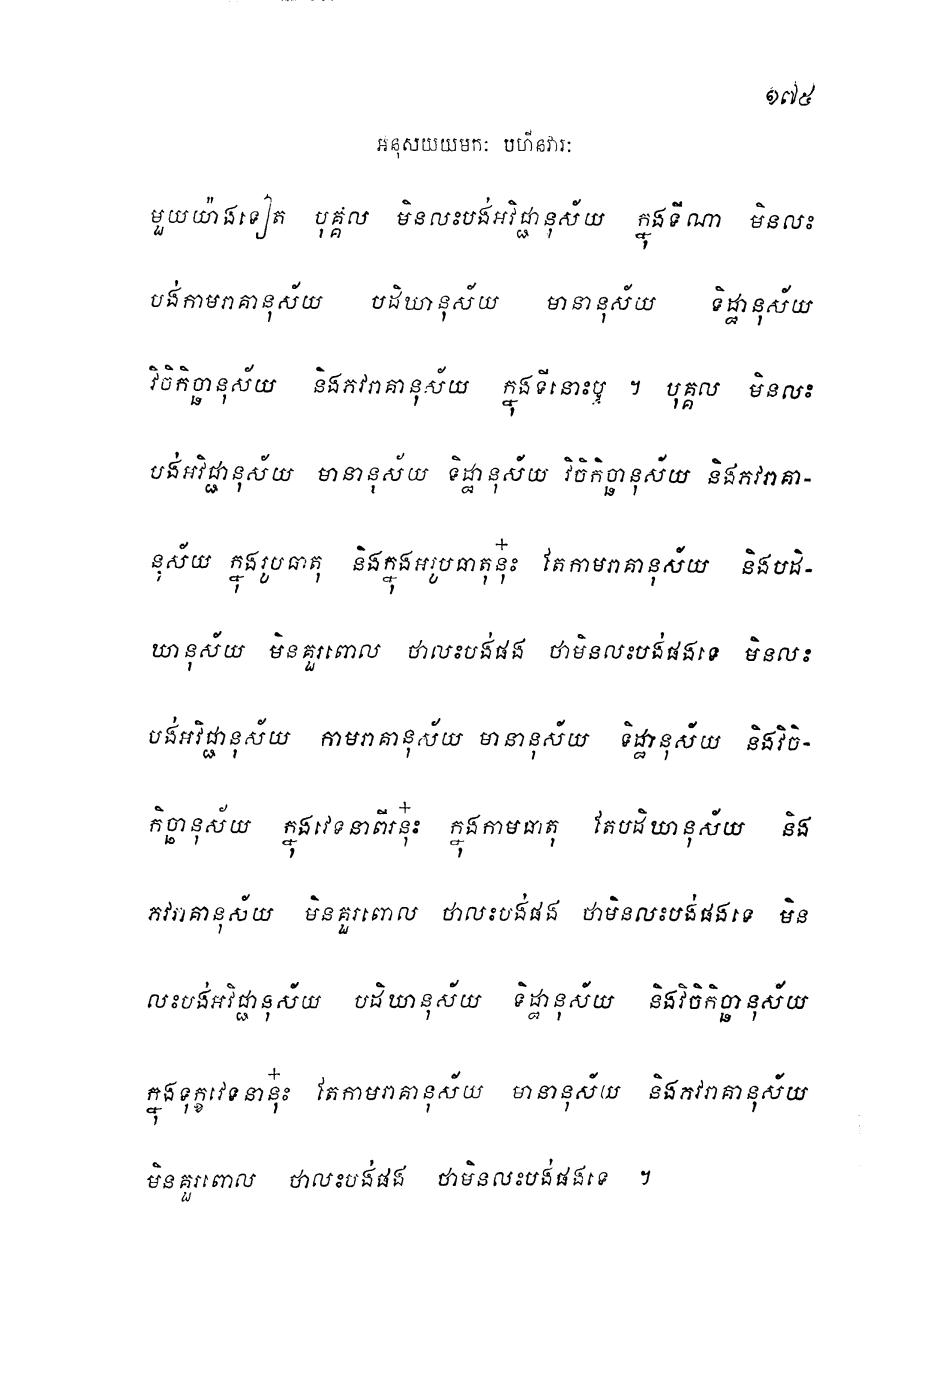 ១៧៥
អនុសយយមកៈ បហីនវារៈ
មួយយ៉ាងទៀត បុគ្គល មិនលះបង់អវិជ្ជានុស័យ ក្នុងទីណា មិនលះ
បង់កាមរាគានុស័យ បដិឃានុស័យ មានានុស័យ ទិដ្ឋានុស័យ
វិចិកិច្ឆានុស័យ និងភវរាគានុស័យ ក្នុងទីនោះឬ ។ បុគ្គល មិនលះ
បង់អវិជ្ជានុស័យ មានានុស័យ ទិដ្ឋានុស័យ វិចិកិច្ឆានុស័យ និងភវរាគា-
នុស័យ ក្នុងរូបធាតុ និងក្នុងអរូបធាតុនុ៎ះ តែកាមរាគានុស័យ និងបដិ-
ឃានុស័យ មិនគួរពោល ថាលះបង់ផង ថាមិនលះបង់ផងទេ មិនលះ
បង់អវិជ្ជានុស័យ កាមរាគានុស័យ មានានុស័យ ទិដ្ឋានុស័យ និងវិចិ-
កិច្ឆានុស័យ ក្នុងវេទនាពីរនុ៎ះ ក្នុងកាមធាតុ តែបដិឃានុស័យ និង
ភវរាគានុស័យ មិនគួរពោល ថាលះបង់ផង ថាមិនលះបង់ផងទេ មិន
លះបង់អវិជ្ជានុស័យ បដិឃានុស័យ ទិដ្ឋានុស័យ និងវិចិកិច្ឆានុស័យ
ក្នុងទុក្ខវេទនានុ៎ះ តែកាមរាគានុស័យ មានានុស័យ និងភវរាគានុស័យ
មិនគួរពោល ថាលះបង់ផង ថាមិនលះបង់ផងទេ ។